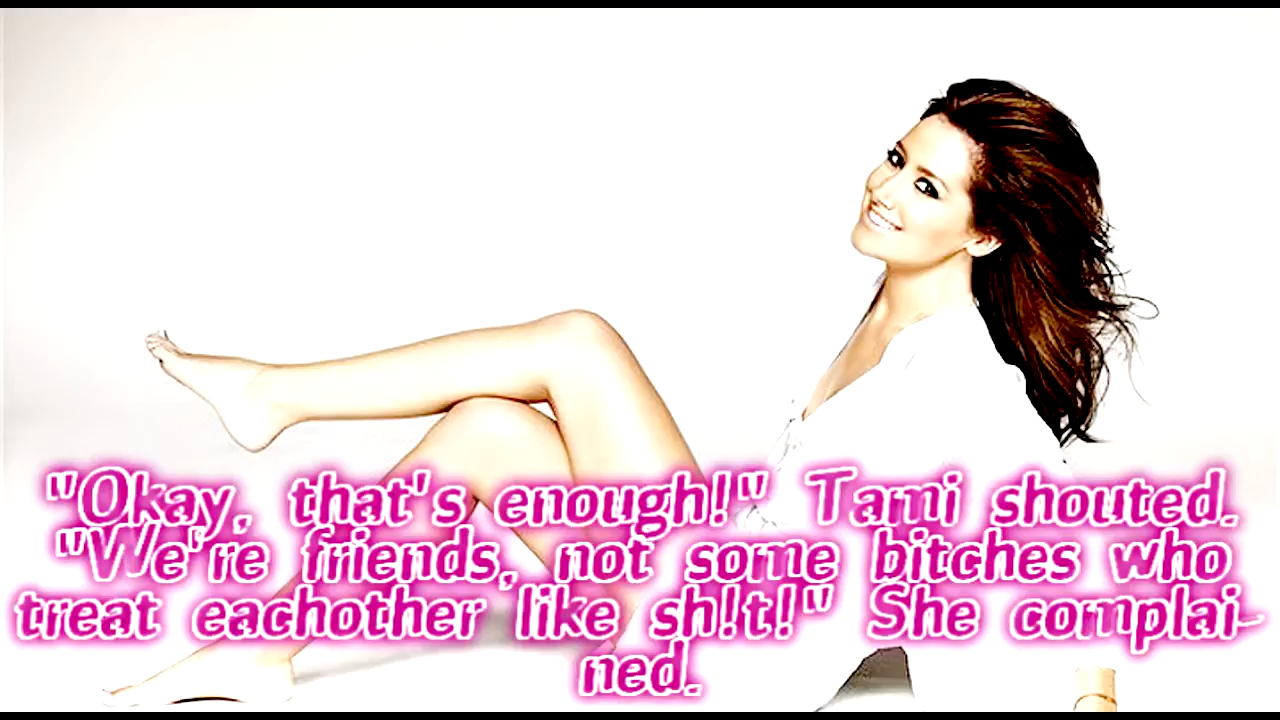 "Okay, that's enough!" Tami shouted.
"We're friends, not some bitches who
treat eachother like sh!t!" She complai-
ned.